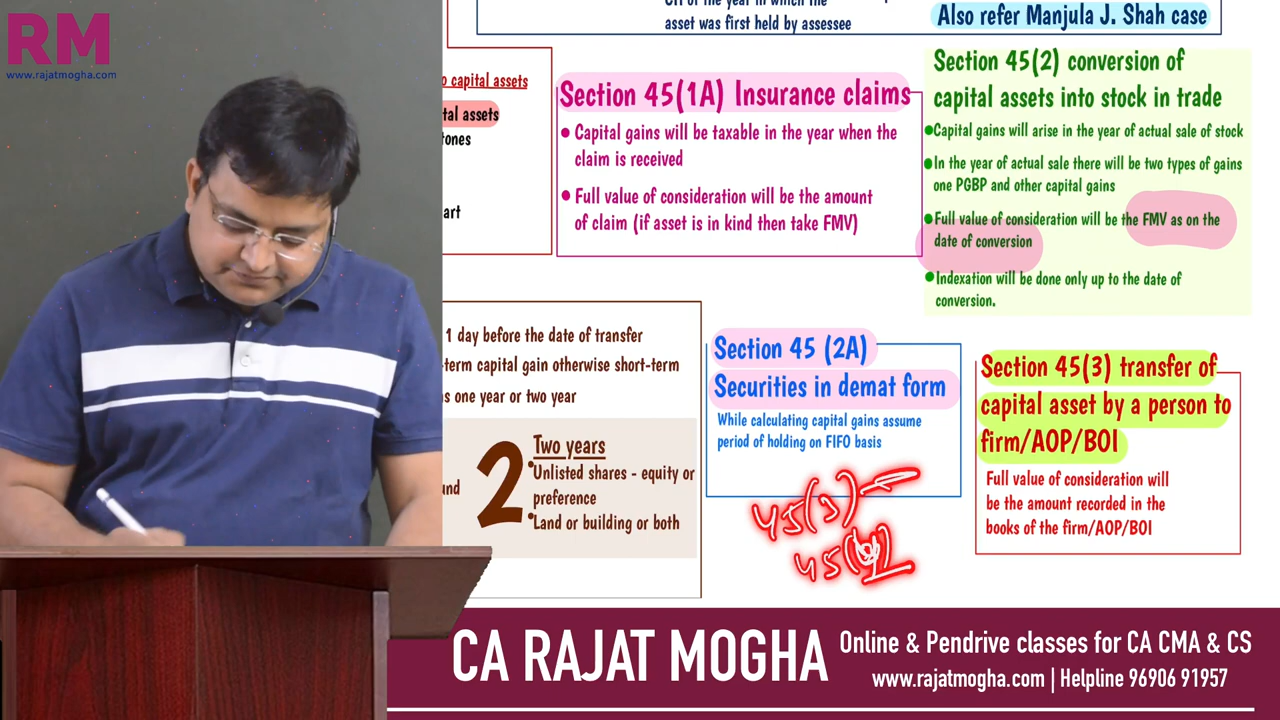 RM
www.rajatmogha.com
asset was first held by assessee
Also refer Manjula J. Shah case
o capital assets
tal assets
tones
art
Section 45(1A) Insurance claims
• Capital gains will be taxable in the year when the
claim is received
• Full value of consideration will be the amount
of claim (if asset is in kind then take FMV)
Section 45(2) conversion of
capital assets into stock in trade
• Capital gains will arise in the year of actual sale of stock
• In the year of actual sale there will be two types of gains
one PGBP and other capital gains
• Full value of consideration will be the FMV as on the
date of conversion
• Indexation will be done only up to the date of
conversion.
1 day before the date of transfer
-term capital gain otherwise short-term
s one year or two year
und
2
Two years
• Unlisted shares - equity or
preference
• Land or building or both
Section 45 (2A)
Securities in demat form
While calculating capital gains assume
period of holding on FIFO basis
45(3)
45(4)
Section 45(3) transfer of
capital asset by a person to
firm/AOP/BOI
Full value of consideration will
be the amount recorded in the
books of the firm/AOP/BOI
CA RAJAT MOGHA
Online & Pendrive classes for CA CMA & CS
www.rajatmogha.com | Helpline 96906 91957